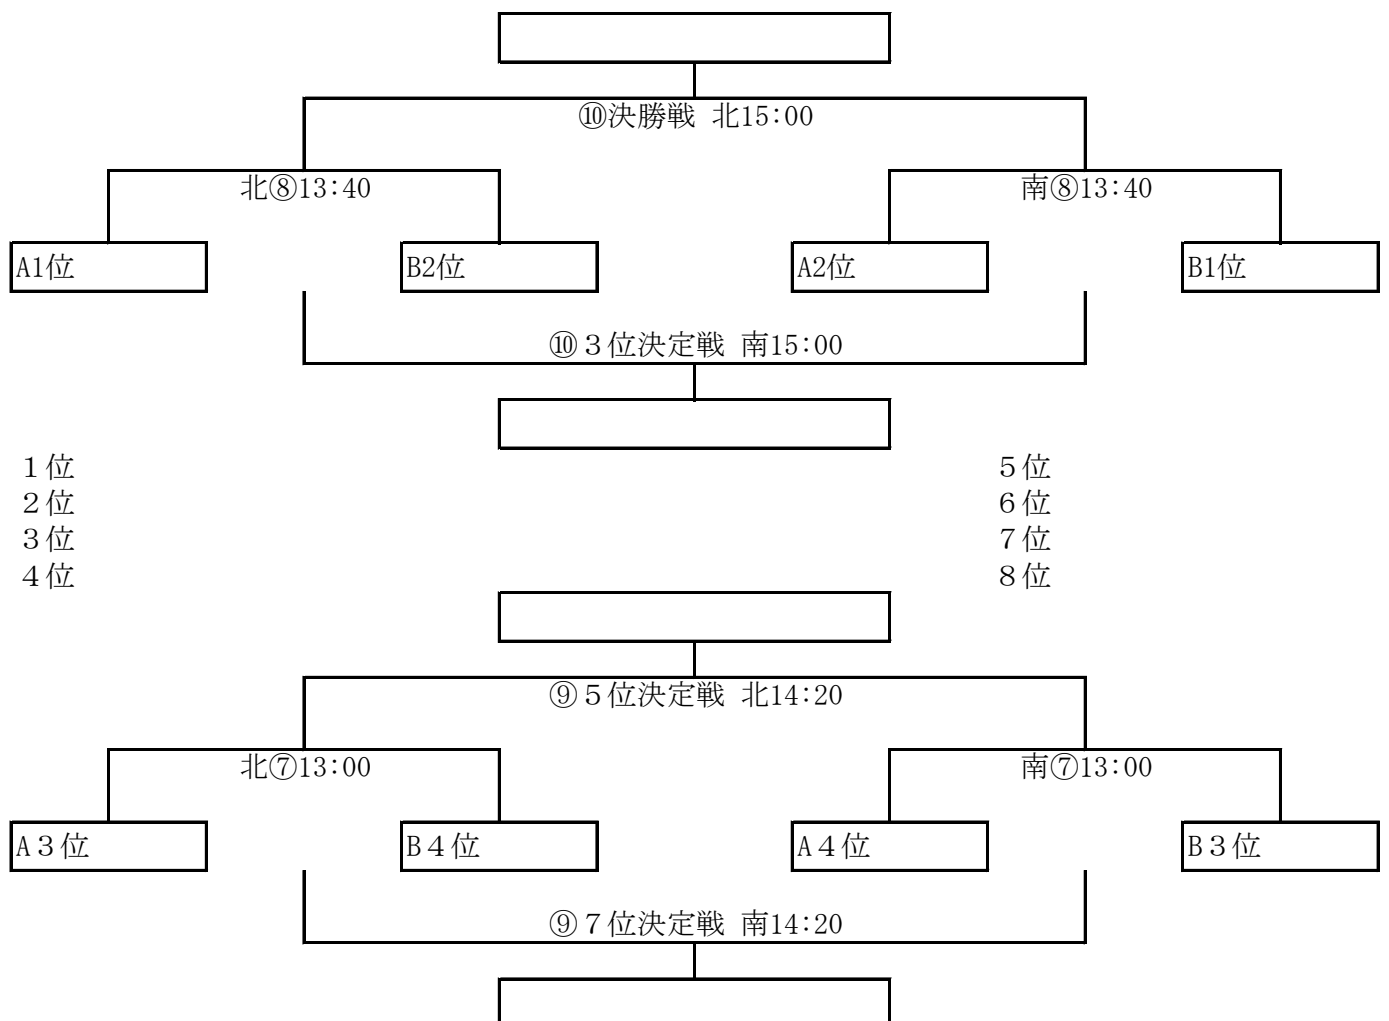 ⑩決勝戦 北15:00
北⑧13:40
南⑧13:40
A1位
B2位
A2位
B1位
⑩３位決定戦 南15:00
１位
２位
３位
４位
５位
６位
７位
８位
⑨５位決定戦 北14:20
北⑦13:00
南⑦13:00
A３位
B４位
A４位
B３位
⑨７位決定戦 南14:20